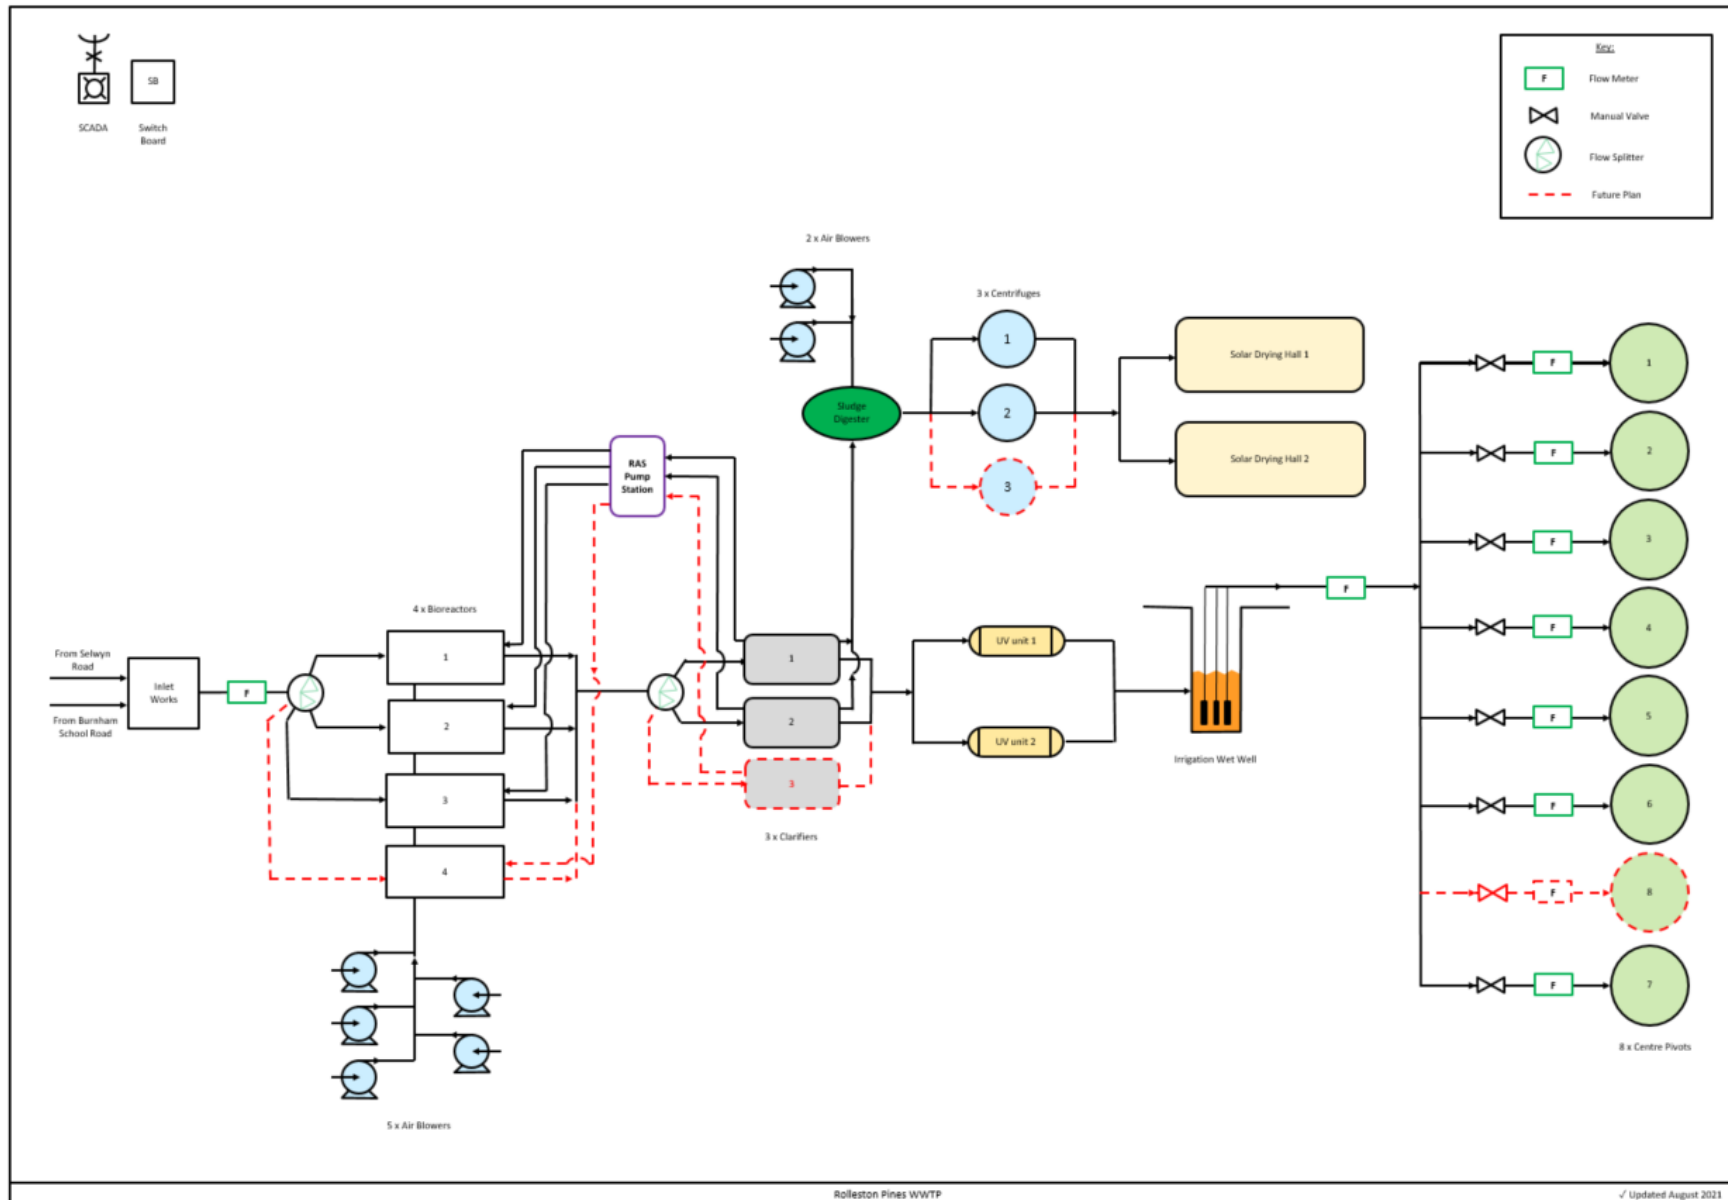 SCADA
SB
Switch
Board
Key:
F
Flow Meter
Manual Valve
Flow Splitter
Future Plan
2 x Air Blowers
3 x Centrifuges
1
2
3
Sludge
Digester
Solar Drying Hall 1
Solar Drying Hall 2
RAS
Pump
Station
4 x Bioreactors
1
2
3
4
From Selwyn
Road
From Burnham
School Road
Inlet
Works
F
1
2
3
3 x Clarifiers
UV unit 1
UV unit 2
Irrigation Wet Well
F
F
1
F
2
F
3
F
4
F
5
F
6
F
8
F
7
8 x Centre Pivots
5 x Air Blowers
Rolleston Pines WWTP
√ Updated August 2021